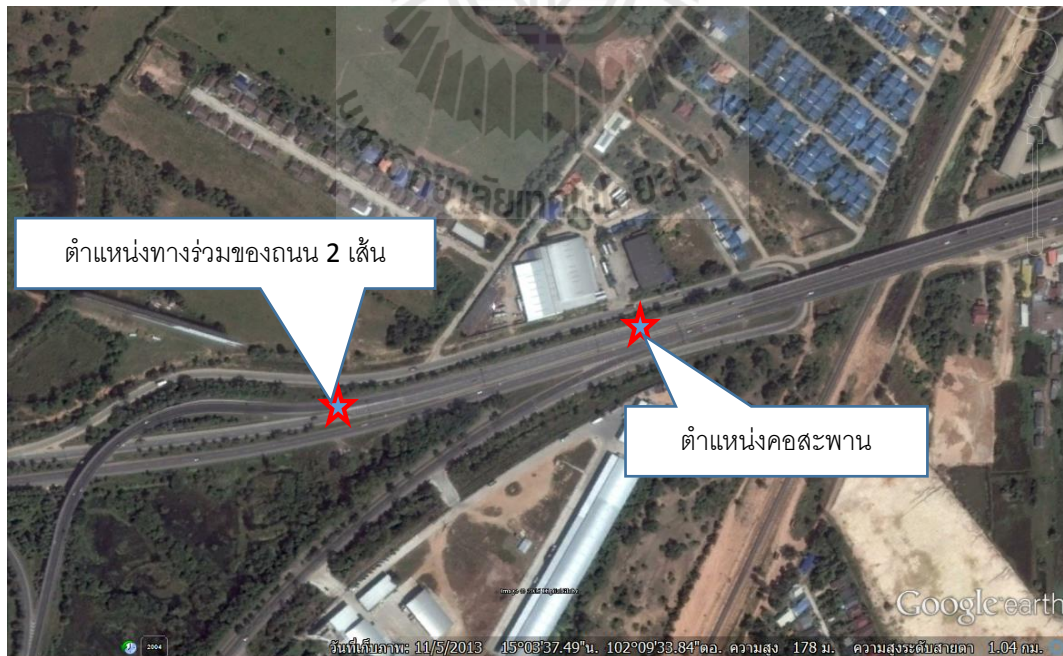 ตำแหน่งทางร่วมของถนน 2 เส้น
ตำแหน่งคอสะพาน
Google earth
2004
วันที่เก็บภาพ: 11/5/2013 15°03'37.49"น. 102°09'33.84"ตอ. ความสูง 178 ม. ความสูงระดับสายตา 1.04 กม.